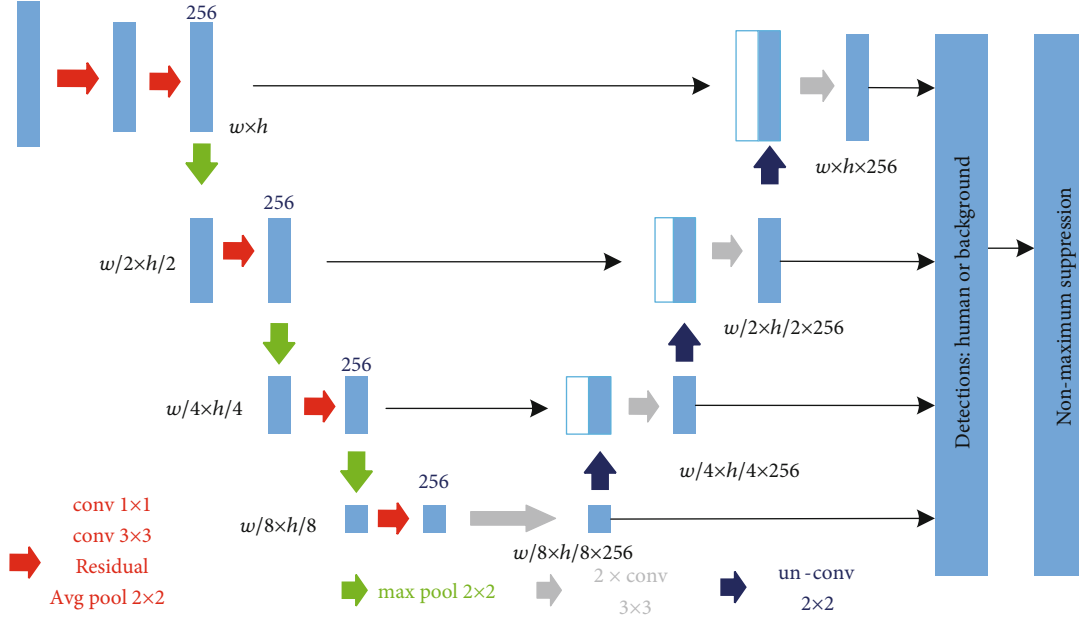 256
w×h
w×h×256
256
w/2×h/2
w/2×h/2×256
256
w/4×h/4
w/4×h/4×256
256
w/8×h/8
w/8×h/8×256
Detections: human or background
Non-maximum suppression
conv 1×1
conv 3×3
Residual
Avg pool 2×2
max pool 2×2
2 × conv
3×3
un-conv
2×2